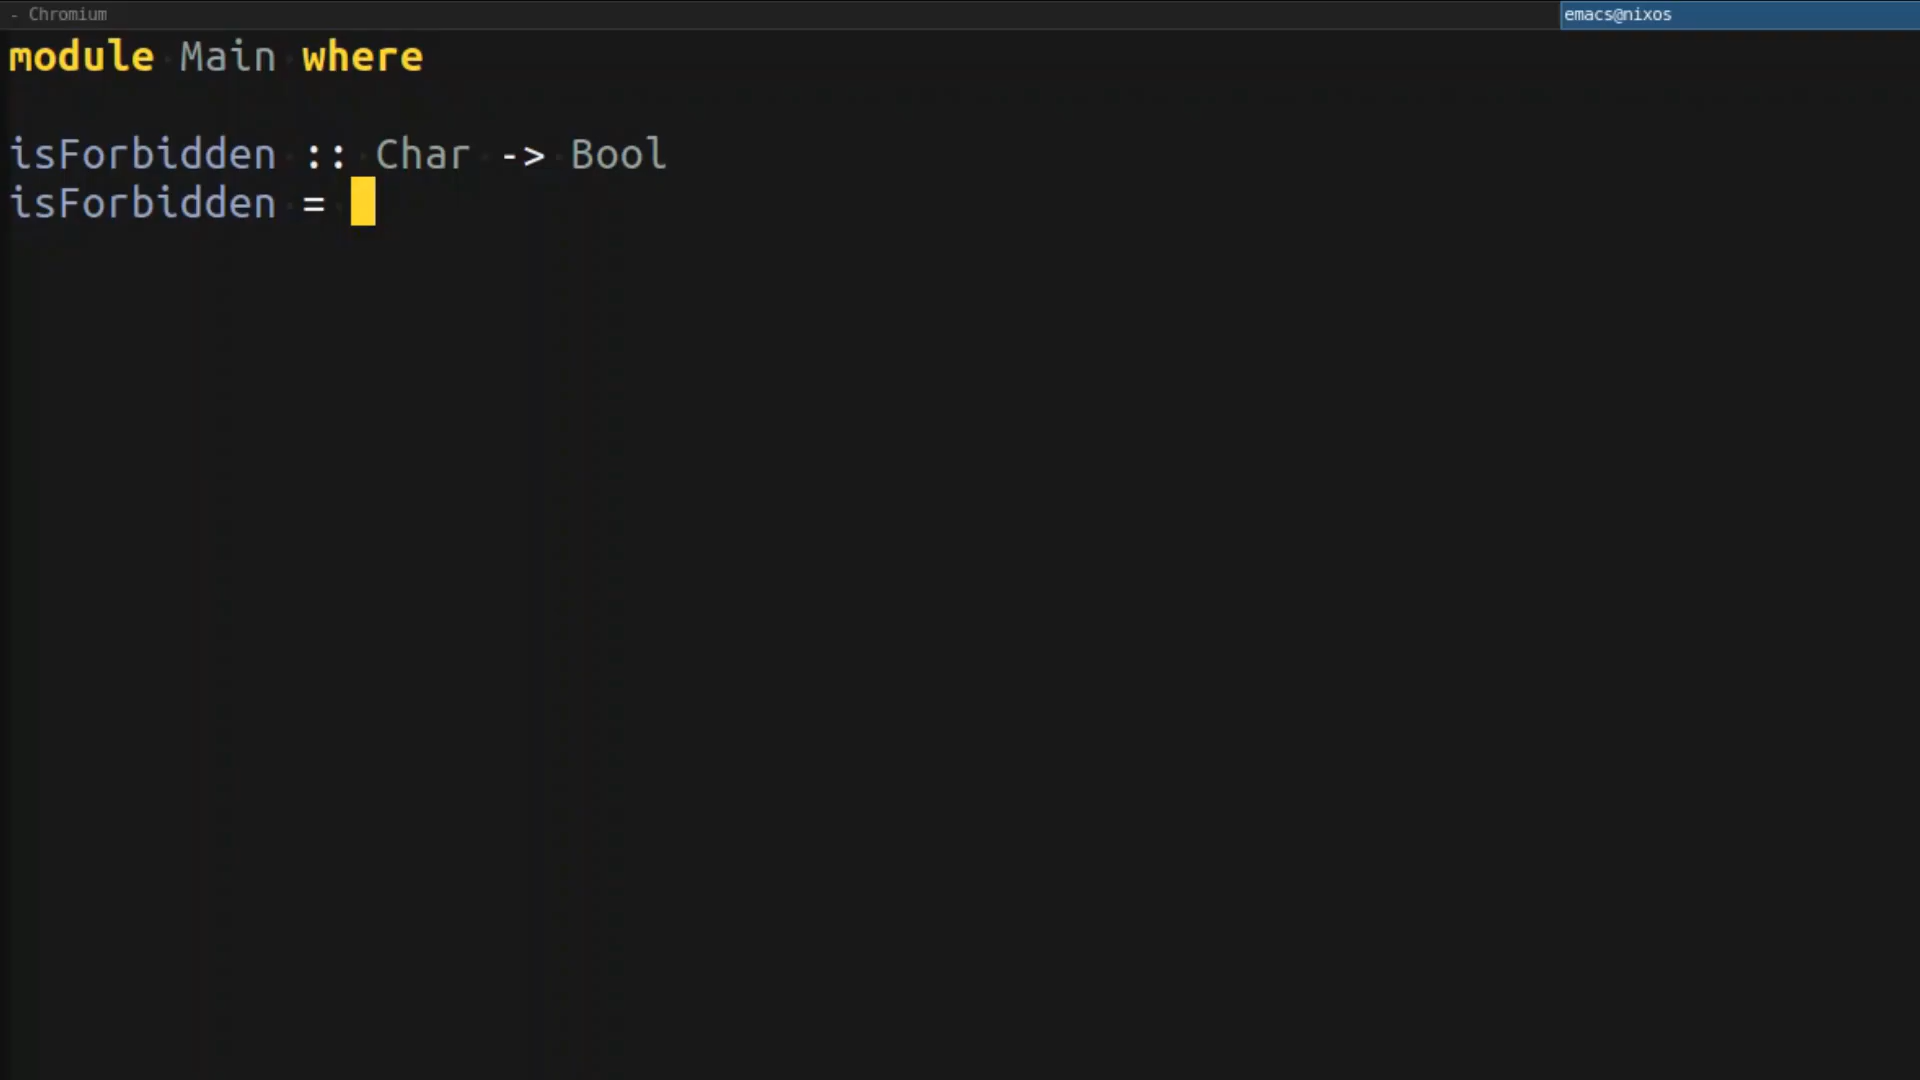 - Chromium
emacs@nixos
module Main where
isForbidden :: Char -> Bool
isForbidden =